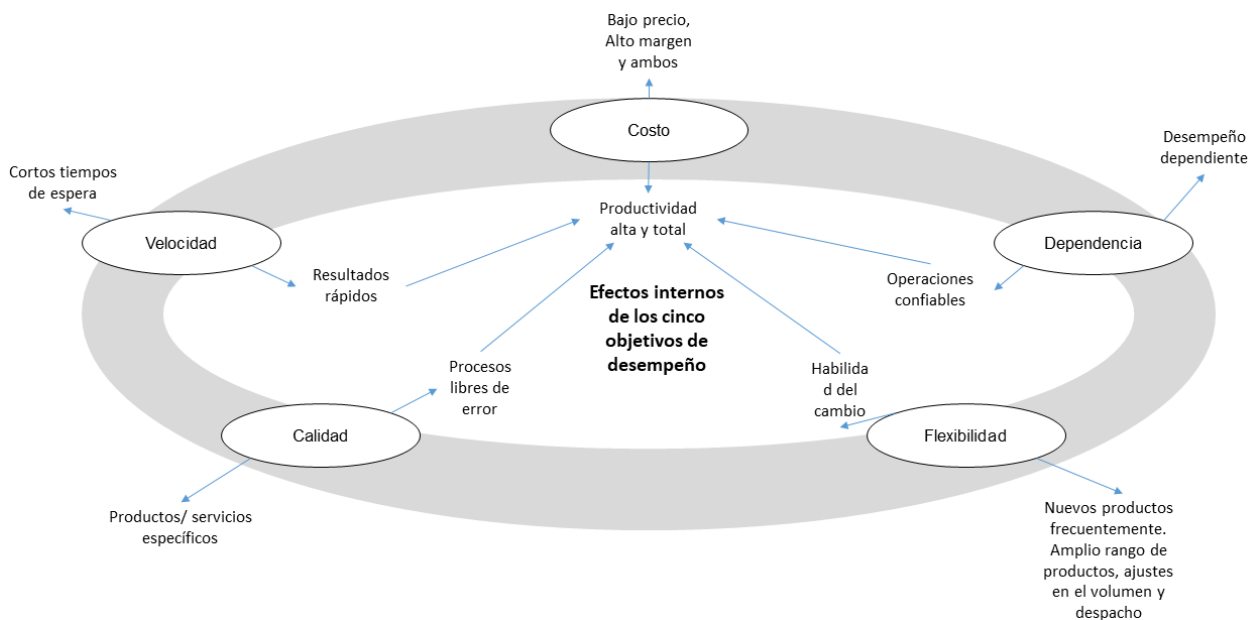 Bajo precio,
Alto margen
y ambos
Costo
Desempeño
dependiente
Cortos tiempos
de espera
Velocidad
Productividad
alta y total
Dependencia
Resultados
rápidos
Operaciones
confiables
Efectos internos
de los cinco
objetivos de
desempeño
Procesos
libres de
error
Habilida
d del
cambio
Calidad
Flexibilidad
Productos/ servicios
específicos
Nuevos productos
frecuentemente.
Amplio rango de
productos, ajustes
en el volumen y
despacho